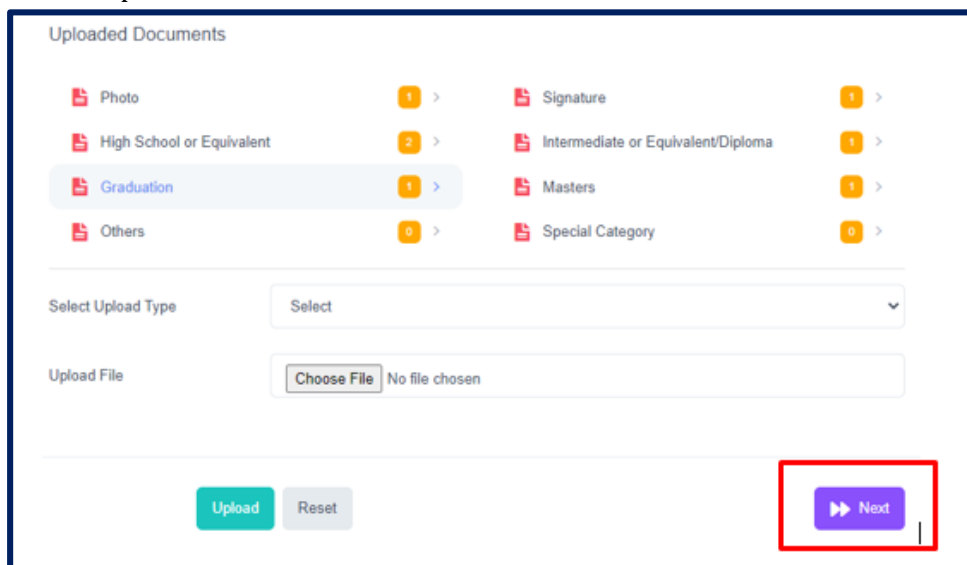 Uploaded Documents
Photo 1 > Signature 1 >
High School or Equivalent 2 > Intermediate or Equivalent/Diploma 1 >
Graduation 1 > Masters 1 >
Others 0 > Special Category 0 >
Select Upload Type Select
Upload File Choose File No file chosen
Upload Reset Next